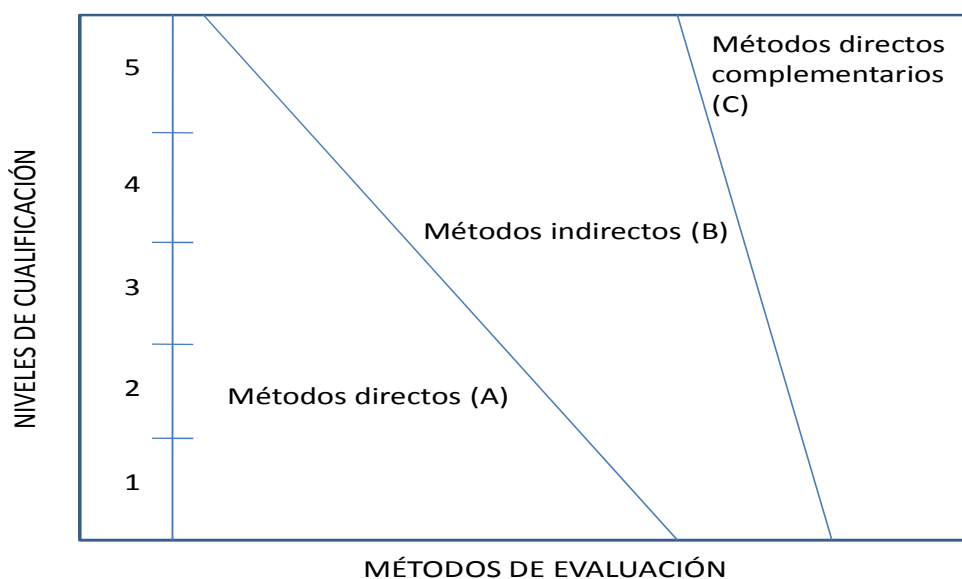 NIVELES DE CUALIFICACIÓN
5
4
3
2
1
Métodos directos
complementarios
(C)
Métodos indirectos (B)
Métodos directos (A)
MÉTODOS DE EVALUACIÓN